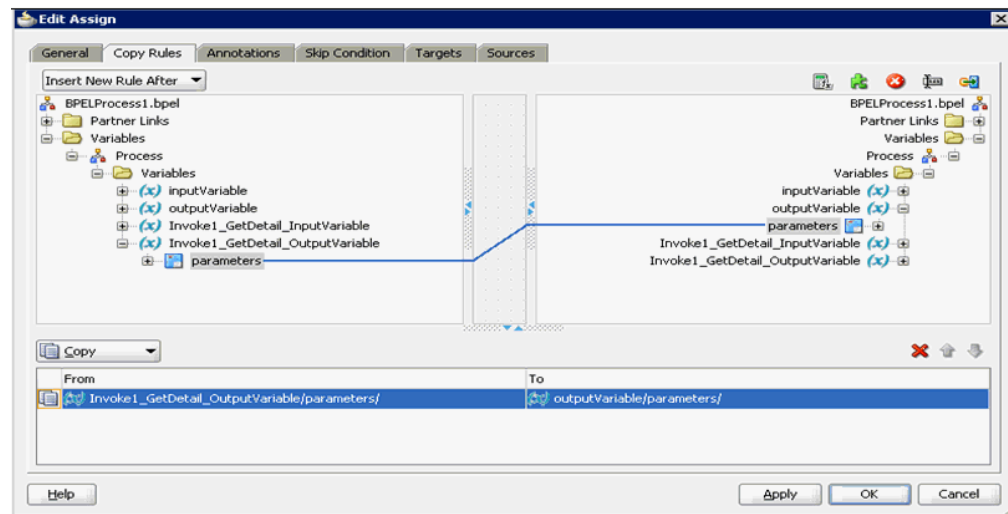 Edit Assign
General Copy Rules Annotations Skip Condition Targets Sources
Insert New Rule After
BPELProcess1.bpel
Partner Links
Variables
Process
Variables
(x) inputVariable
(x) outputVariable
(x) Invoke1_GetDetail_InputVariable
(x) Invoke1_GetDetail_OutputVariable
parameters
BPELProcess1.bpel
Partner Links
Variables
Process
Variables
inputVariable (x)
outputVariable (x)
parameters
Invoke1_GetDetail_InputVariable (x)
Invoke1_GetDetail_OutputVariable (x)
Copy
From To
Invoke1_GetDetail_OutputVariable/parameters/ outputVariable/parameters/
Help Apply OK Cancel